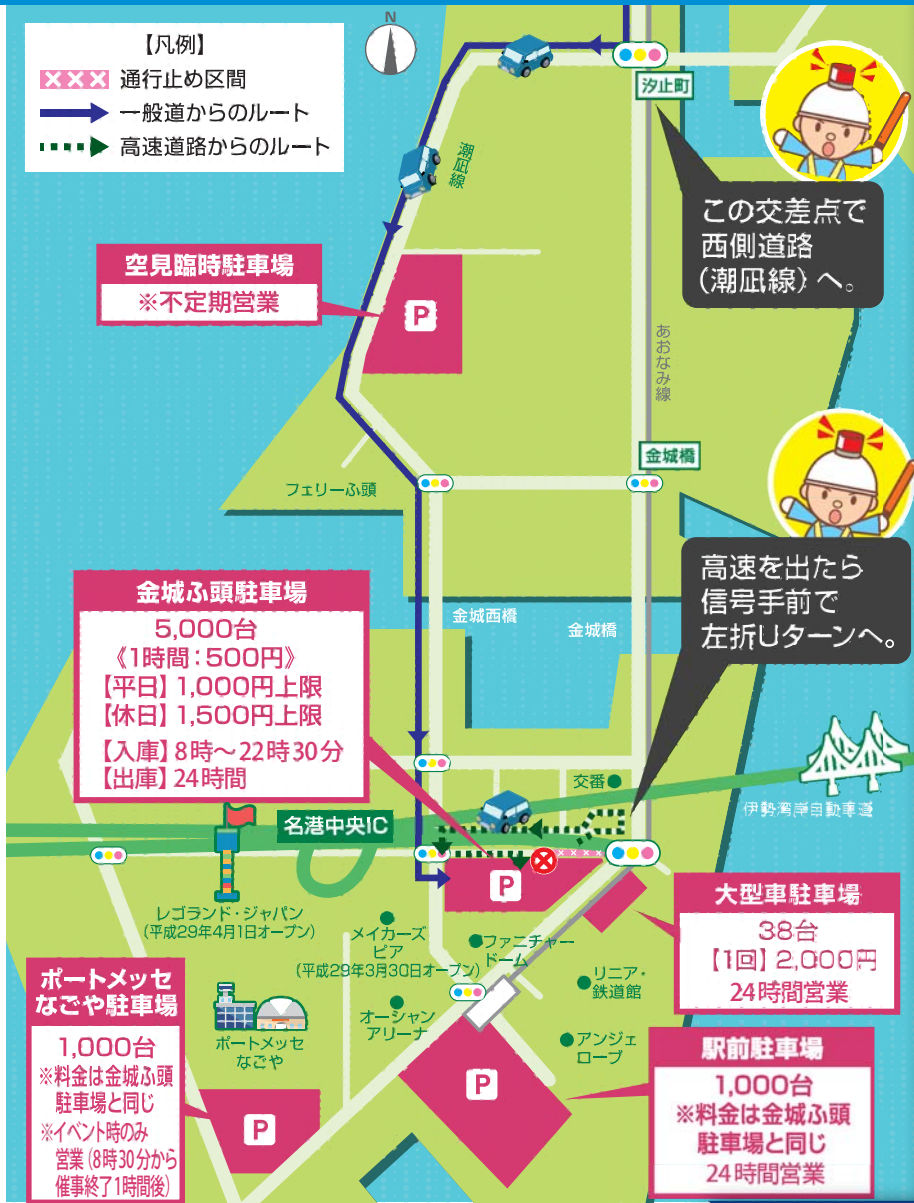 【凡例】
通行止め区間
一般道からのルート
高速道路からのルート
N
汐止町
潮凪線
この交差点で
西側道路
(潮凪線)へ。
空見臨時駐車場
※不定期営業
P
あおなみ線
金城橋
フェリーふ頭
高速を出たら
信号手前で
左折Uターンへ。
金城ふ頭駐車場
5,000台
《1時間:500円》
【平日】1,000円上限
【休日】1,500円上限
【入庫】8時〜22時30分
【出庫】24時間
金城西橋
金城橋
交番
伊勢湾岸自動車道
名港中央IC
P
レゴランド・ジャパン
(平成29年4月1日オープン)
メイカーズ
ピア
(平成29年3月30日オープン)
ファニチャー
ドーム
リニア・
鉄道館
大型車駐車場
38台
【1回】2,000円
24時間営業
ポートメッセ
なごや駐車場
1,000台
※料金は金城ふ頭
駐車場と同じ
※イベント時のみ
営業(8時30分から
催事終了1時間後)
ポートメッセ
なごや
オーシャン
アリーナ
アンジェ
ローブ
P
P
駅前駐車場
1,000台
※料金は金城ふ頭
駐車場と同じ
24時間営業